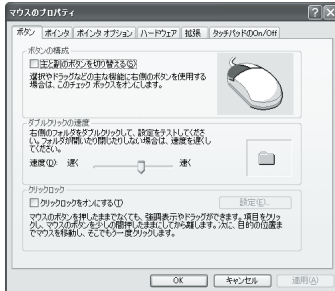 マウスのプロパティ
ボタン ポインタ ポインタ オプション ハードウェア 拡張 タッチパッドのOn/Off
ボタンの構成
主と副のボタンを切り替える(S)
選択やドラッグなどの主な機能に右側のボタンを使用する
場合は、このチェック ボックスをオンにします。
ダブルクリックの速度
右側のフォルダをダブルクリックして、設定をテストしてくださ
い。フォルダが開いたり閉じたりしない場合は、速度を遅くし
てください。
速度(D): 遅く 速く
クリックロック
クリックロックをオンにする(T) 設定(E)...
マウスのボタンを押したままでなくても、強調表示やドラッグができます。項目をクリッ
クし、マウスのボタンを少しの間押したままにしてから離します。次に、目的の位置ま
でマウスを移動し、そこでもう一度クリックします。
OK キャンセル 適用(A)